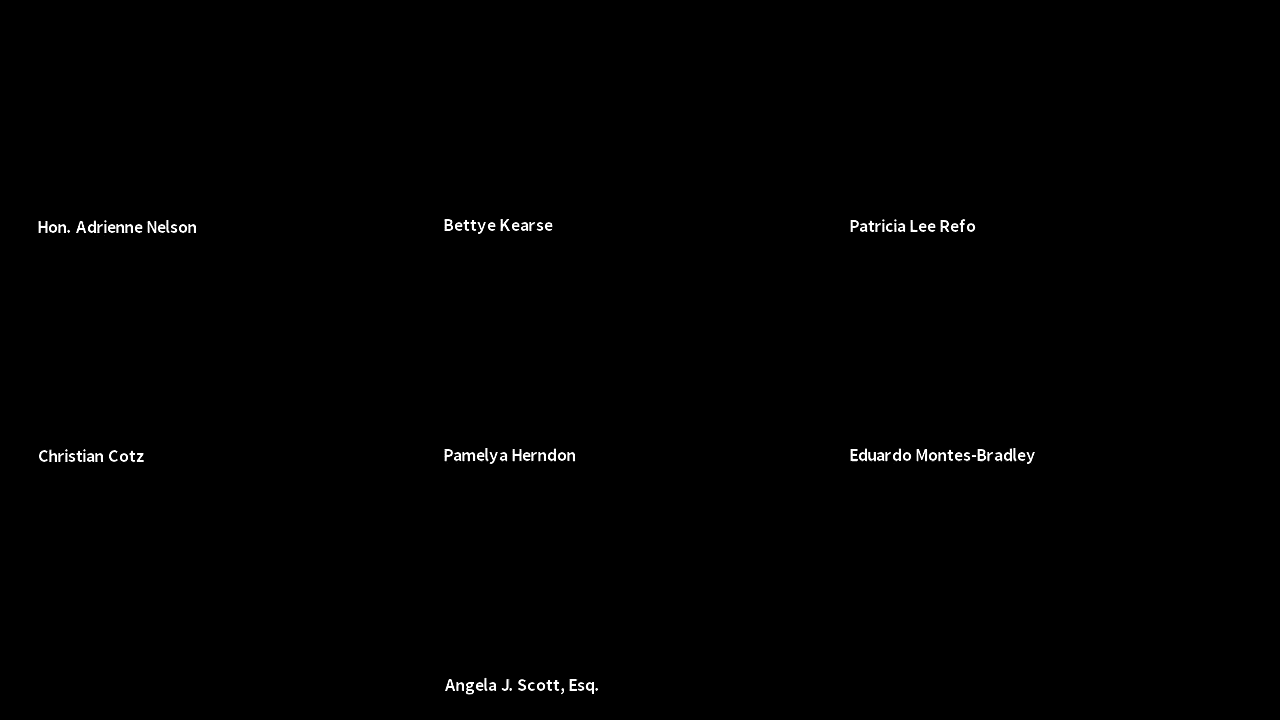 Hon. Adrienne Nelson
Bettye Kearse
Patricia Lee Refo
Christian Cotz
Pamelya Herndon
Eduardo Montes-Bradley
Angela J. Scott, Esq.